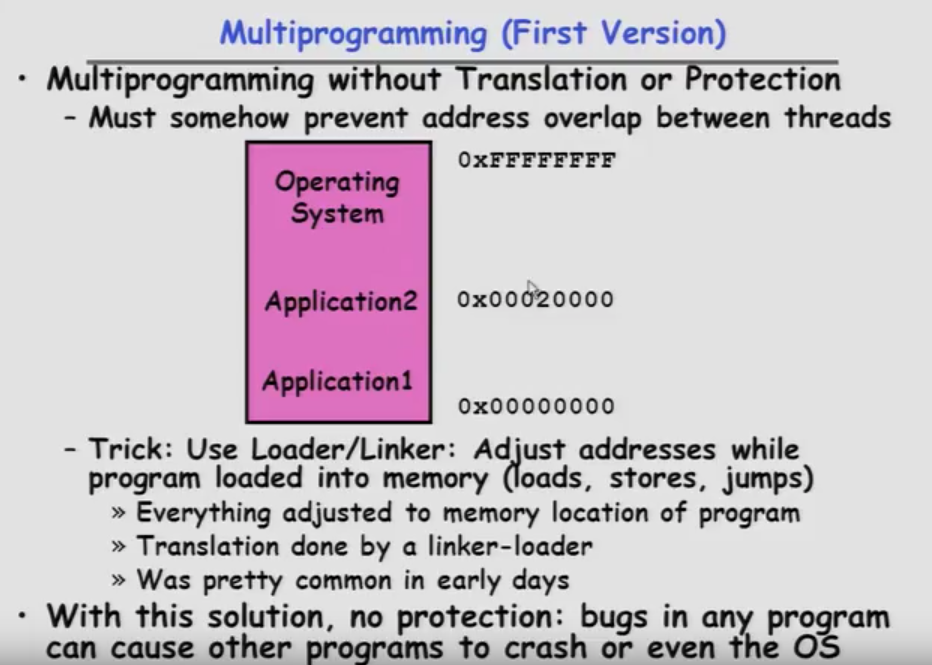 Multiprogramming (First Version)
• Multiprogramming without Translation or Protection
– Must somehow prevent address overlap between threads
0xFFFFFFFF
Operating
System
Application2 0x00020000
Application1
0x00000000
– Trick: Use Loader/Linker: Adjust addresses while
program loaded into memory (loads, stores, jumps)
» Everything adjusted to memory location of program
» Translation done by a linker-loader
» Was pretty common in early days
• With this solution, no protection: bugs in any program
can cause other programs to crash or even the OS